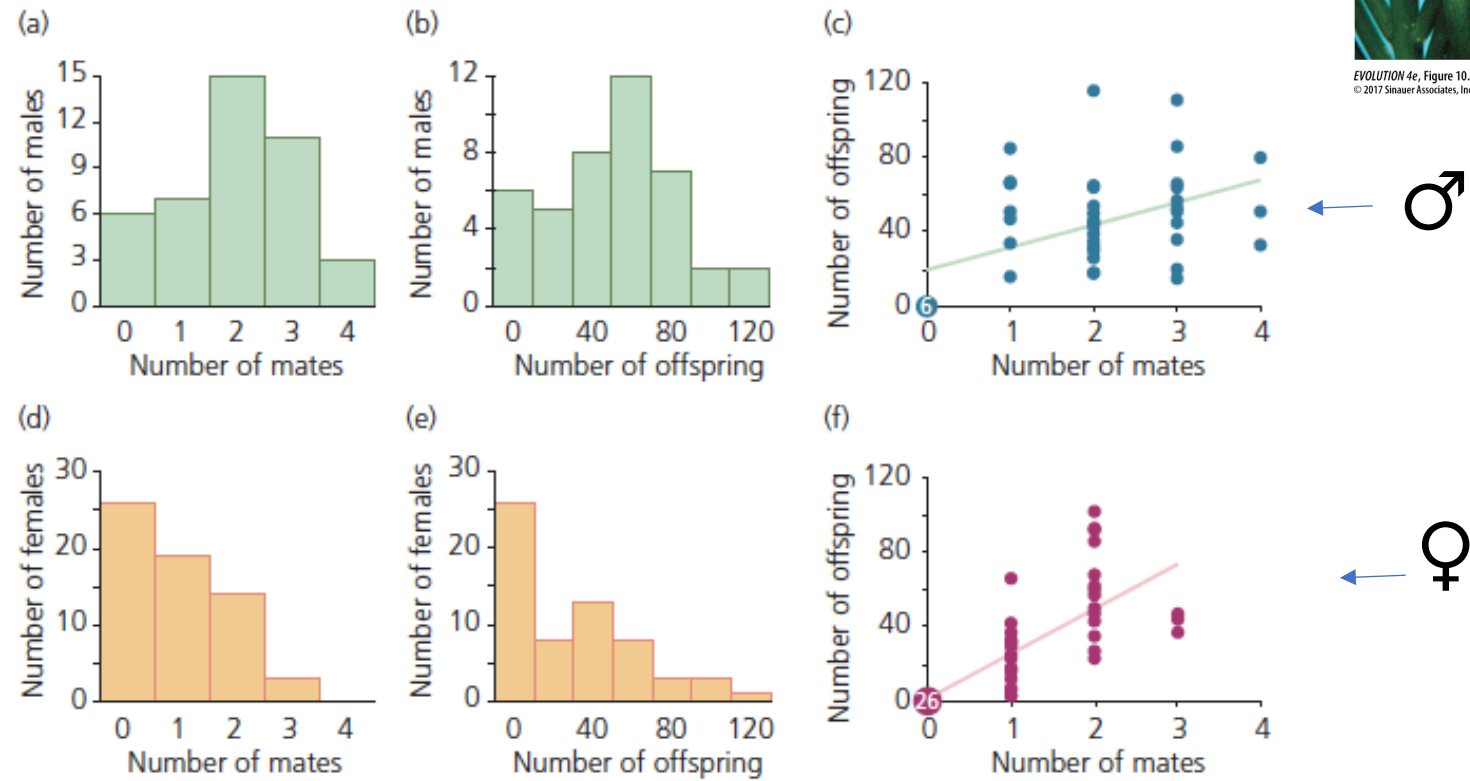 (a)
Number of males
15
12
9
6
3
0
0 1 2 3 4
Number of mates
(b)
Number of males
12
8
4
0
0 40 80 120
Number of offspring
(c)
Number of offspring
120
80
40
0
6
0 1 2 3 4
Number of mates
EVOLUTION 4e, Figure 10.
© 2017 Sinauer Associates, Inc
♂
(d)
Number of females
30
20
10
0
0 1 2 3 4
Number of mates
(e)
Number of females
30
20
10
0
0 40 80 120
Number of offspring
(f)
Number of offspring
120
80
40
0
26
0 1 2 3 4
Number of mates
♀